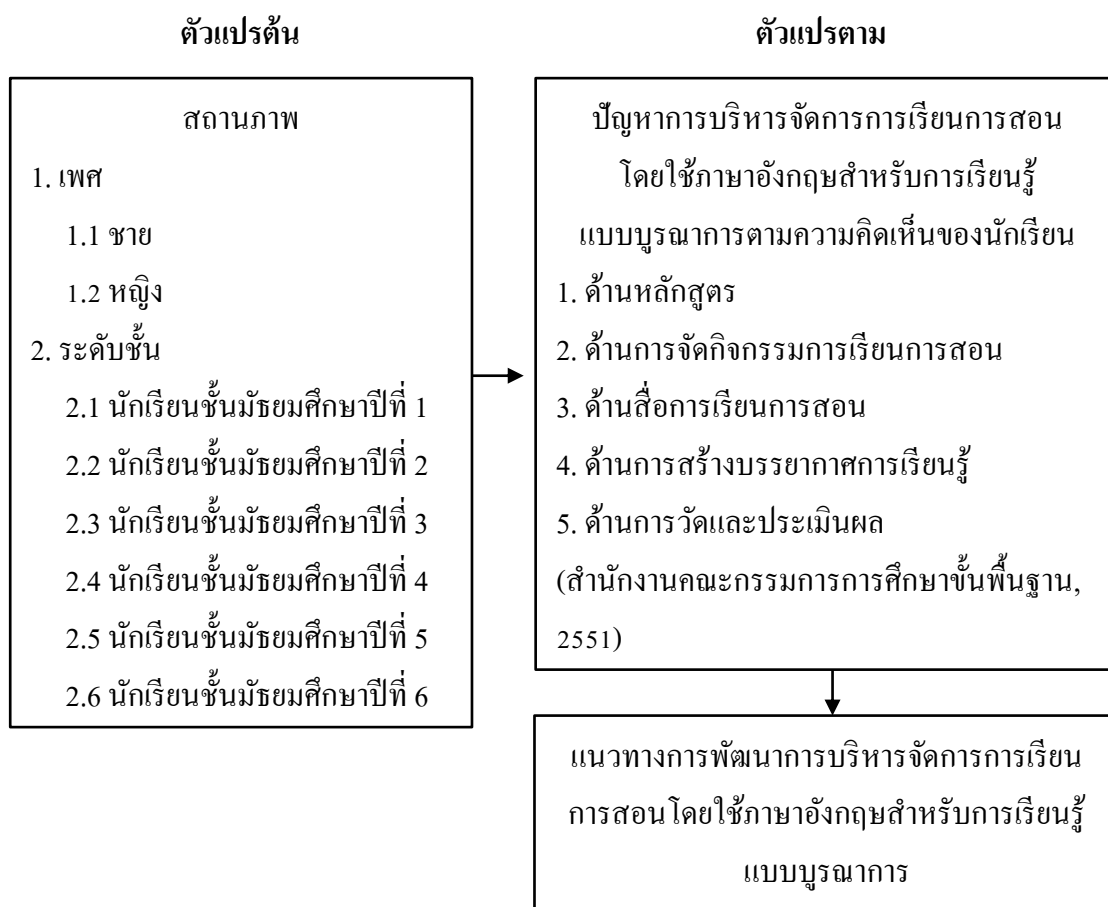 ตัวแปรต้น
สถานภาพ
1. เพศ
1.1 ชาย
1.2 หญิง
2. ระดับชั้น
2.1 นักเรียนชั้นมัธยมศึกษาปีที่ 1
2.2 นักเรียนชั้นมัธยมศึกษาปีที่ 2
2.3 นักเรียนชั้นมัธยมศึกษาปีที่ 3
2.4 นักเรียนชั้นมัธยมศึกษาปีที่ 4
2.5 นักเรียนชั้นมัธยมศึกษาปีที่ 5
2.6 นักเรียนชั้นมัธยมศึกษาปีที่ 6
ตัวแปรตาม
ปัญหาการบริหารจัดการการเรียนการสอน
โดยใช้ภาษาอังกฤษสำหรับการเรียนรู้
แบบบูรณาการตามความคิดเห็นของนักเรียน
1. ด้านหลักสูตร
2. ด้านการจัดกิจกรรมการเรียนการสอน
3. ด้านสื่อการเรียนการสอน
4. ด้านการสร้างบรรยากาศการเรียนรู้
5. ด้านการวัดและประเมินผล
(สำนักงานคณะกรรมการการศึกษาขั้นพื้นฐาน,
2551)
แนวทางการพัฒนาการบริหารจัดการการเรียน
การสอนโดยใช้ภาษาอังกฤษสำหรับการเรียนรู้
แบบบูรณาการ